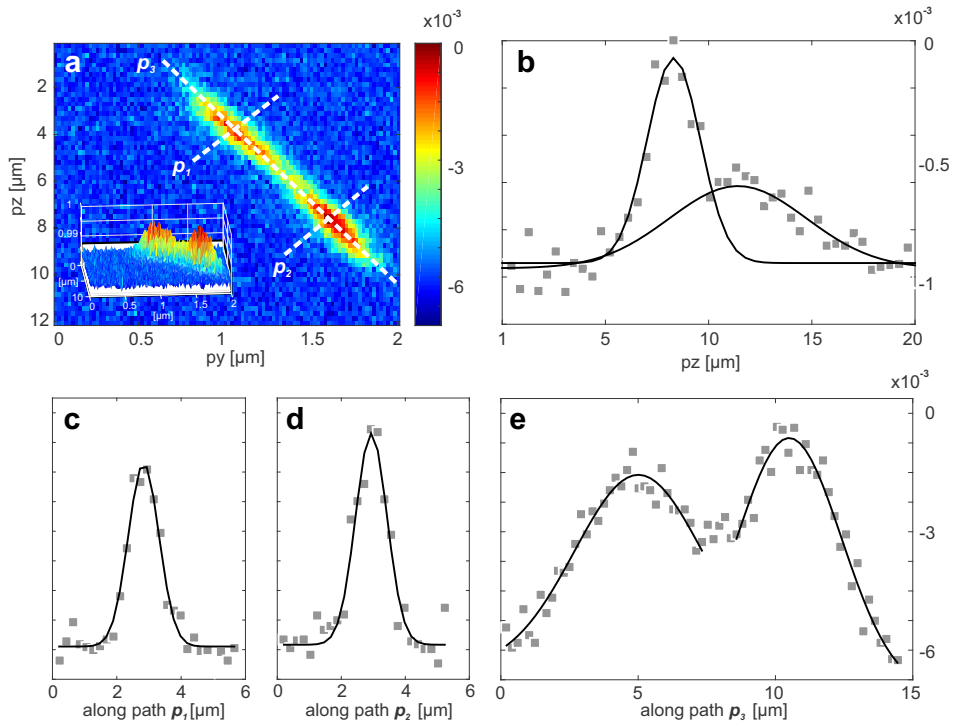 x10⁻³
a
p₃
p₁
p₂
2
4
6
8
10
12
pz [µm]
0
0.5
1.0
1.5
2
py [µm]
0
-3
-6
1
0.99
0
[µm]
10
0
0.5
1
1.5
2
[µm]
x10⁻³
b
0
-0.5
-1
1
5
10
15
20
pz [µm]
c
0
2
4
6
along path p₁[µm]
d
0
2
4
6
along path p₂ [µm]
x10⁻³
e
0
-3
-6
0
5
10
15
along path p₃ [µm]